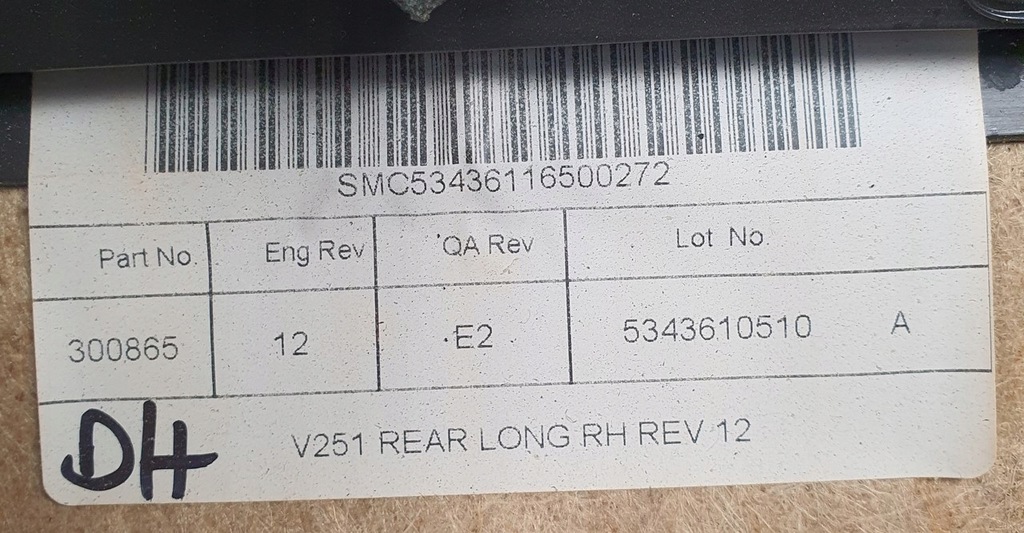 SMC53436116500272
Part No. Eng Rev QA Rev Lot No.
300865 12 E2 5343610510 A
DH V251 REAR LONG RH REV 12